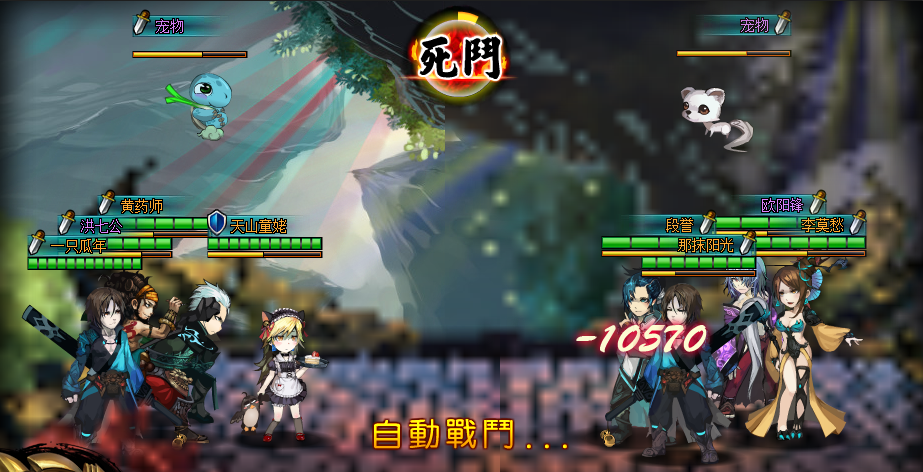 宠物
死鬥
宠物
黄药师
洪七公
天山童姥
一只瓜年
欧阳锋
段誉
李莫愁
那抹阳光
-10570
自動戰鬥...